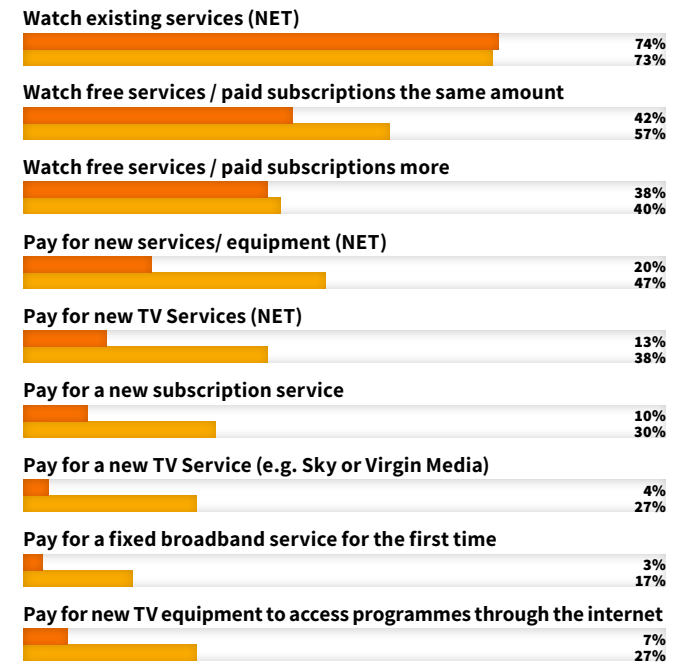 Watch existing services (NET)
74%
73%
Watch free services / paid subscriptions the same amount
42%
57%
Watch free services / paid subscriptions more
38%
40%
Pay for new services/ equipment (NET)
20%
47%
Pay for new TV Services (NET)
13%
38%
Pay for a new subscription service
10%
30%
Pay for a new TV Service (e.g. Sky or Virgin Media)
4%
27%
Pay for a fixed broadband service for the first time
3%
17%
Pay for new TV equipment to access programmes through the internet
7%
27%